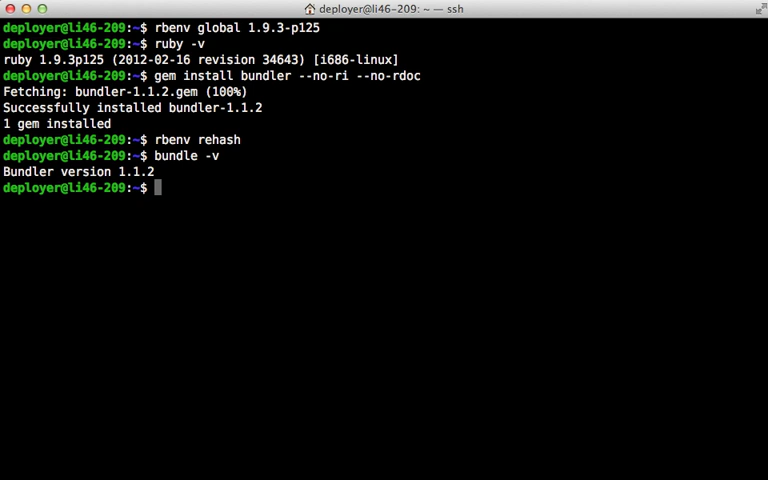 deployer@li46-209: ~ — ssh
deployer@li46-209:~$ rbenv global 1.9.3-p125
deployer@li46-209:~$ ruby -v
ruby 1.9.3p125 (2012-02-16 revision 34643) [i686-linux]
deployer@li46-209:~$ gem install bundler --no-ri --no-rdoc
Fetching: bundler-1.1.2.gem (100%)
Successfully installed bundler-1.1.2
1 gem installed
deployer@li46-209:~$ rbenv rehash
deployer@li46-209:~$ bundle -v
Bundler version 1.1.2
deployer@li46-209:~$